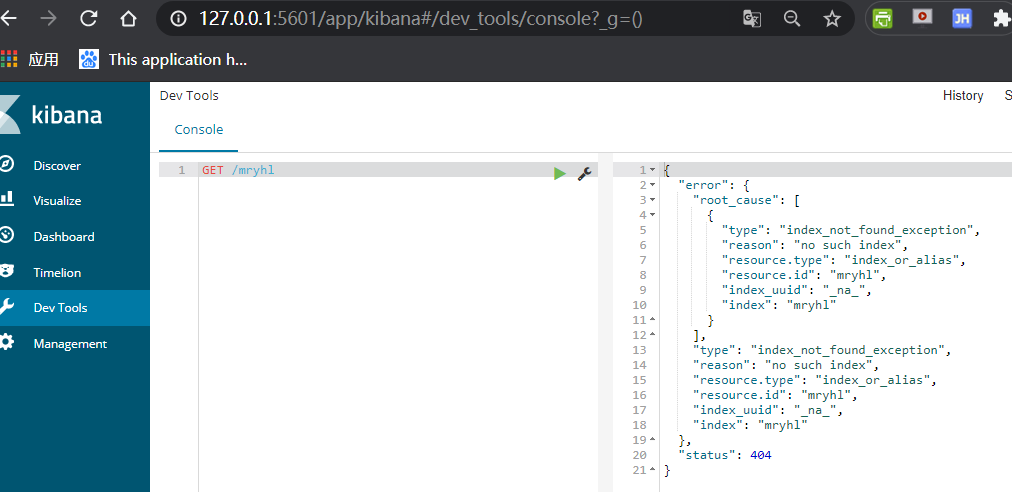 127.0.0.1:5601/app/kibana#/dev_tools/console?_g=()
JH
应用
du
This application h...
kibana
Discover
Visualize
Dashboard
Timelion
Dev Tools
Management
Dev Tools
History
S
Console
1 GET /mryhl
1 {
2 "error": {
3 "root_cause": [
4 {
5 "type": "index_not_found_exception",
6 "reason": "no such index",
7 "resource.type": "index_or_alias",
8 "resource.id": "mryhl",
9 "index_uuid": "_na_",
10 "index": "mryhl"
11 }
12 ],
13 "type": "index_not_found_exception",
14 "reason": "no such index",
15 "resource.type": "index_or_alias",
16 "resource.id": "mryhl",
17 "index_uuid": "_na_",
18 "index": "mryhl"
19 },
20 "status": 404
21 }